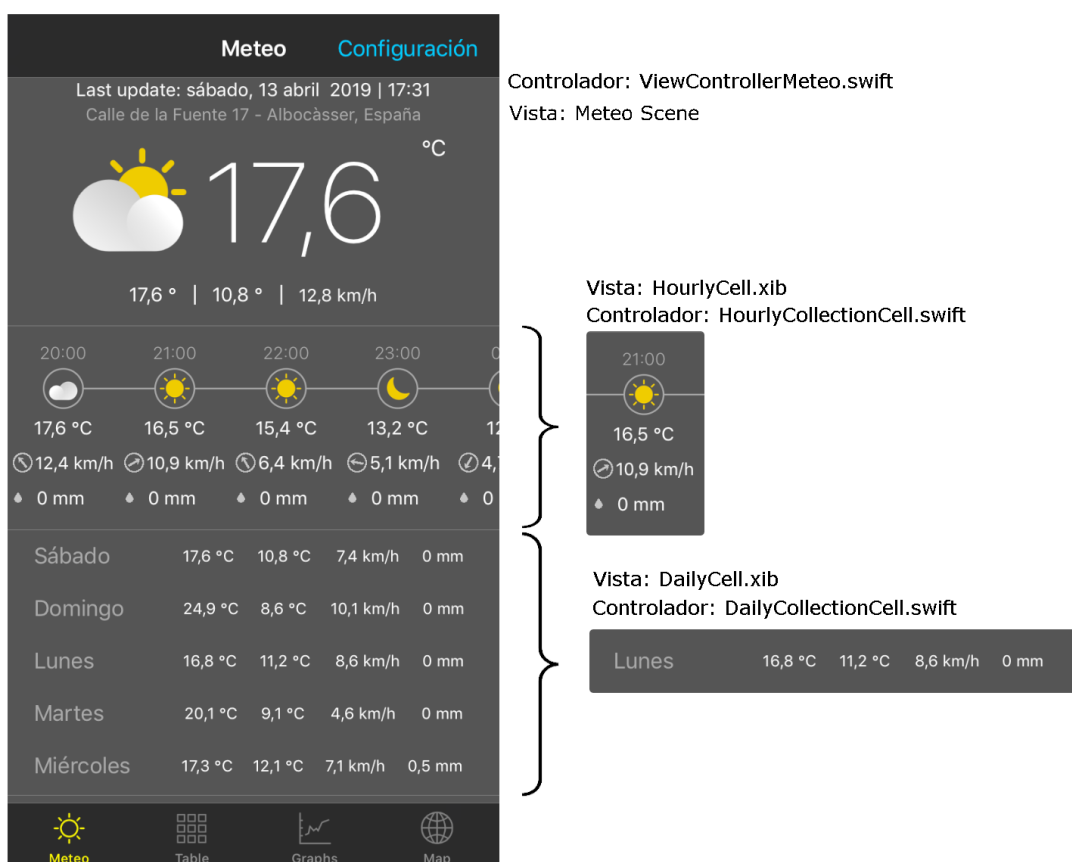 Meteo Configuración
Last update: sábado, 13 abril 2019 | 17:31
Calle de la Fuente 17 - Albocàsser, España
17,6 °C
17,6 ° | 10,8 ° | 12,8 km/h
20:00 21:00 22:00 23:00 0
17,6 °C 16,5 °C 15,4 °C 13,2 °C 12
12,4 km/h 10,9 km/h 6,4 km/h 5,1 km/h 4,
0 mm 0 mm 0 mm 0 mm 0
Sábado 17,6 °C 10,8 °C 7,4 km/h 0 mm
Domingo 24,9 °C 8,6 °C 10,1 km/h 0 mm
Lunes 16,8 °C 11,2 °C 8,6 km/h 0 mm
Martes 20,1 °C 9,1 °C 4,6 km/h 0 mm
Miércoles 17,3 °C 12,1 °C 7,1 km/h 0,5 mm
Meteo Table Graphs Map
Controlador: ViewControllerMeteo.swift
Vista: Meteo Scene
Vista: HourlyCell.xib
Controlador: HourlyCollectionCell.swift
21:00
16,5 °C
10,9 km/h
0 mm
Vista: DailyCell.xib
Controlador: DailyCollectionCell.swift
Lunes 16,8 °C 11,2 °C 8,6 km/h 0 mm